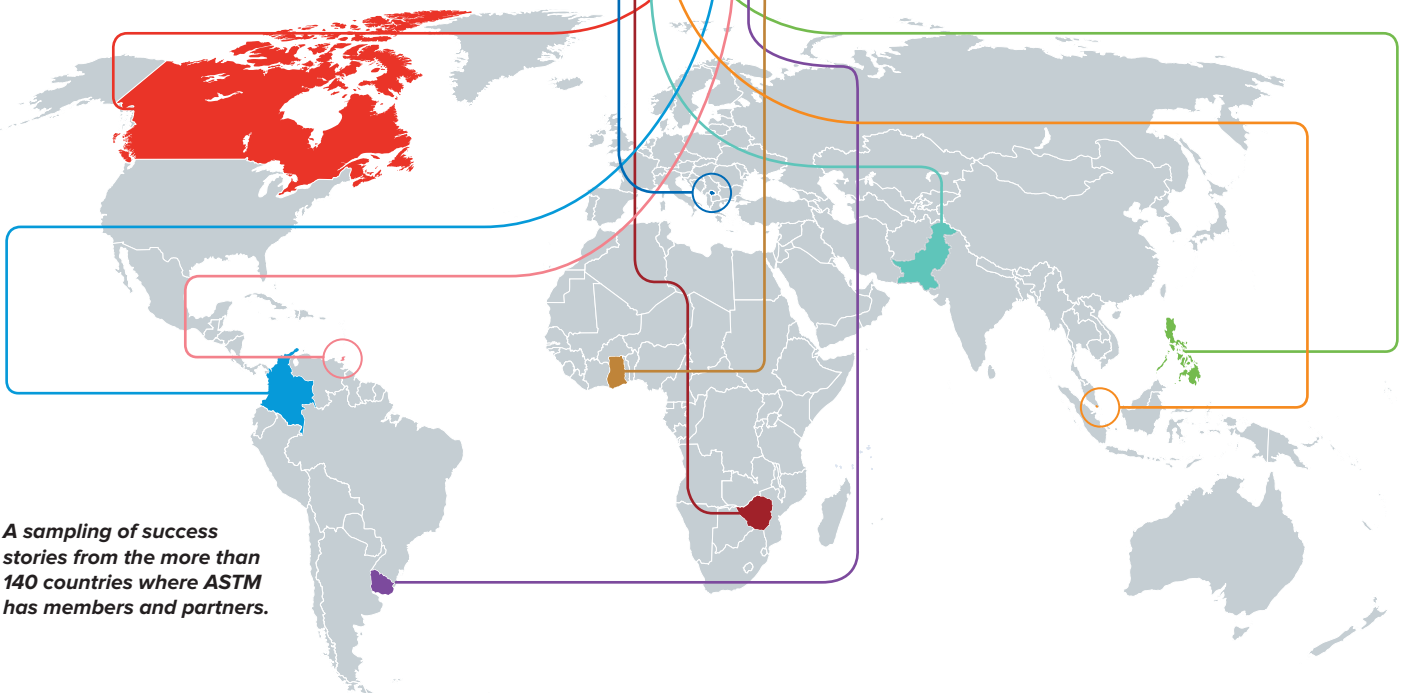 A sampling of success
stories from the more than
140 countries where ASTM
has members and partners.